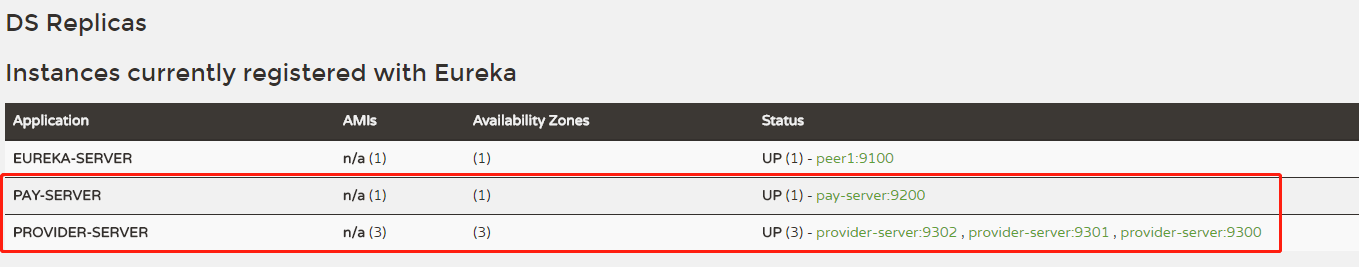 DS Replicas
Instances currently registered with Eureka
Application AMIs Availability Zones Status
EUREKA-SERVER n/a (1) (1) UP (1) - peer1:9100
PAY-SERVER n/a (1) (1) UP (1) - pay-server:9200
PROVIDER-SERVER n/a (3) (3) UP (3) - provider-server:9302 , provider-server:9301 , provider-server:9300